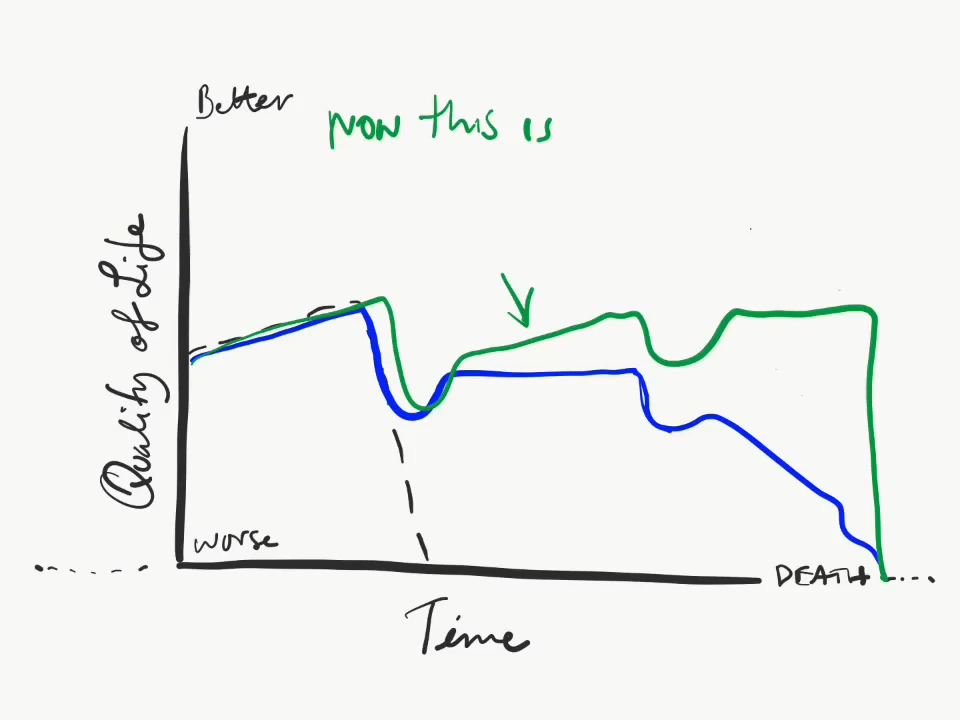 Better
now this is
Quality of Life
worse
DEATH
Time